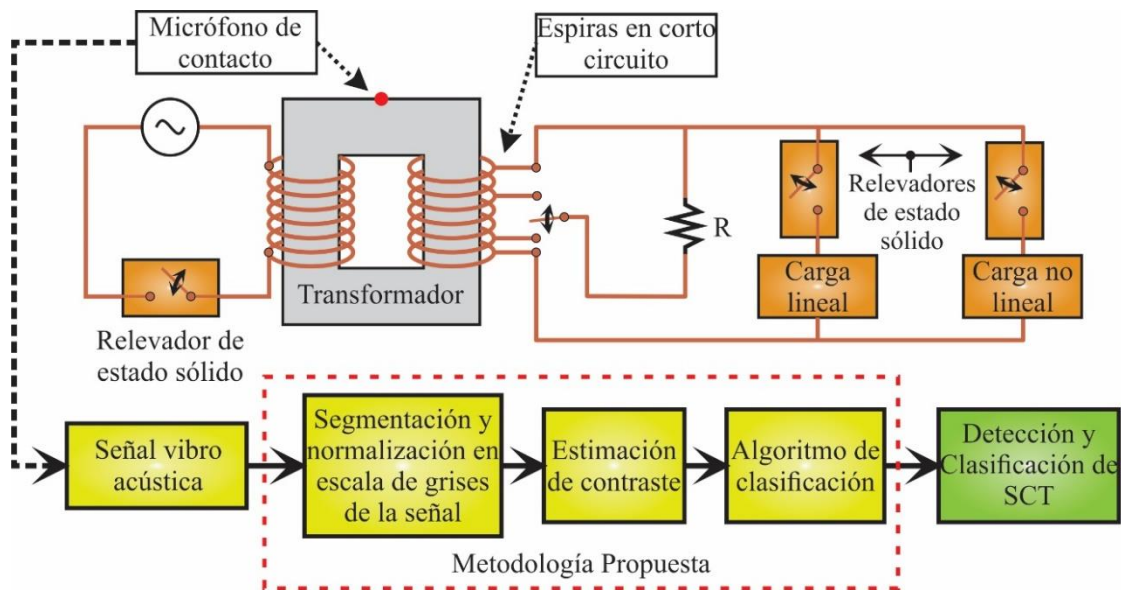 Micrófono de
contacto
Espiras en corto
circuito
Relevadores
de estado
sólido
R
Transformador
Carga
lineal
Carga no
lineal
Relevador de
estado sólido
Señal vibro
acústica
Segmentación y
normalización en
escala de grises
de la señal
Estimación
de contraste
Algoritmo de
clasificación
Detección y
Clasificación de
SCT
Metodología Propuesta